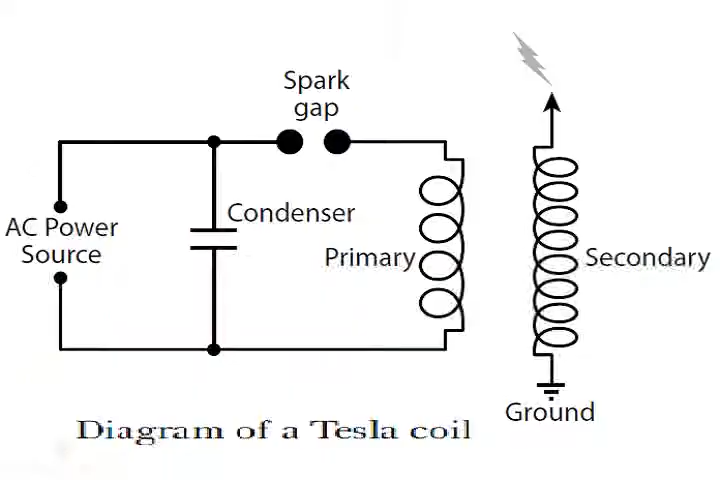 Spark
gap
AC Power
Source
Condenser
Primary
Secondary
Ground
Diagram of a Tesla coil